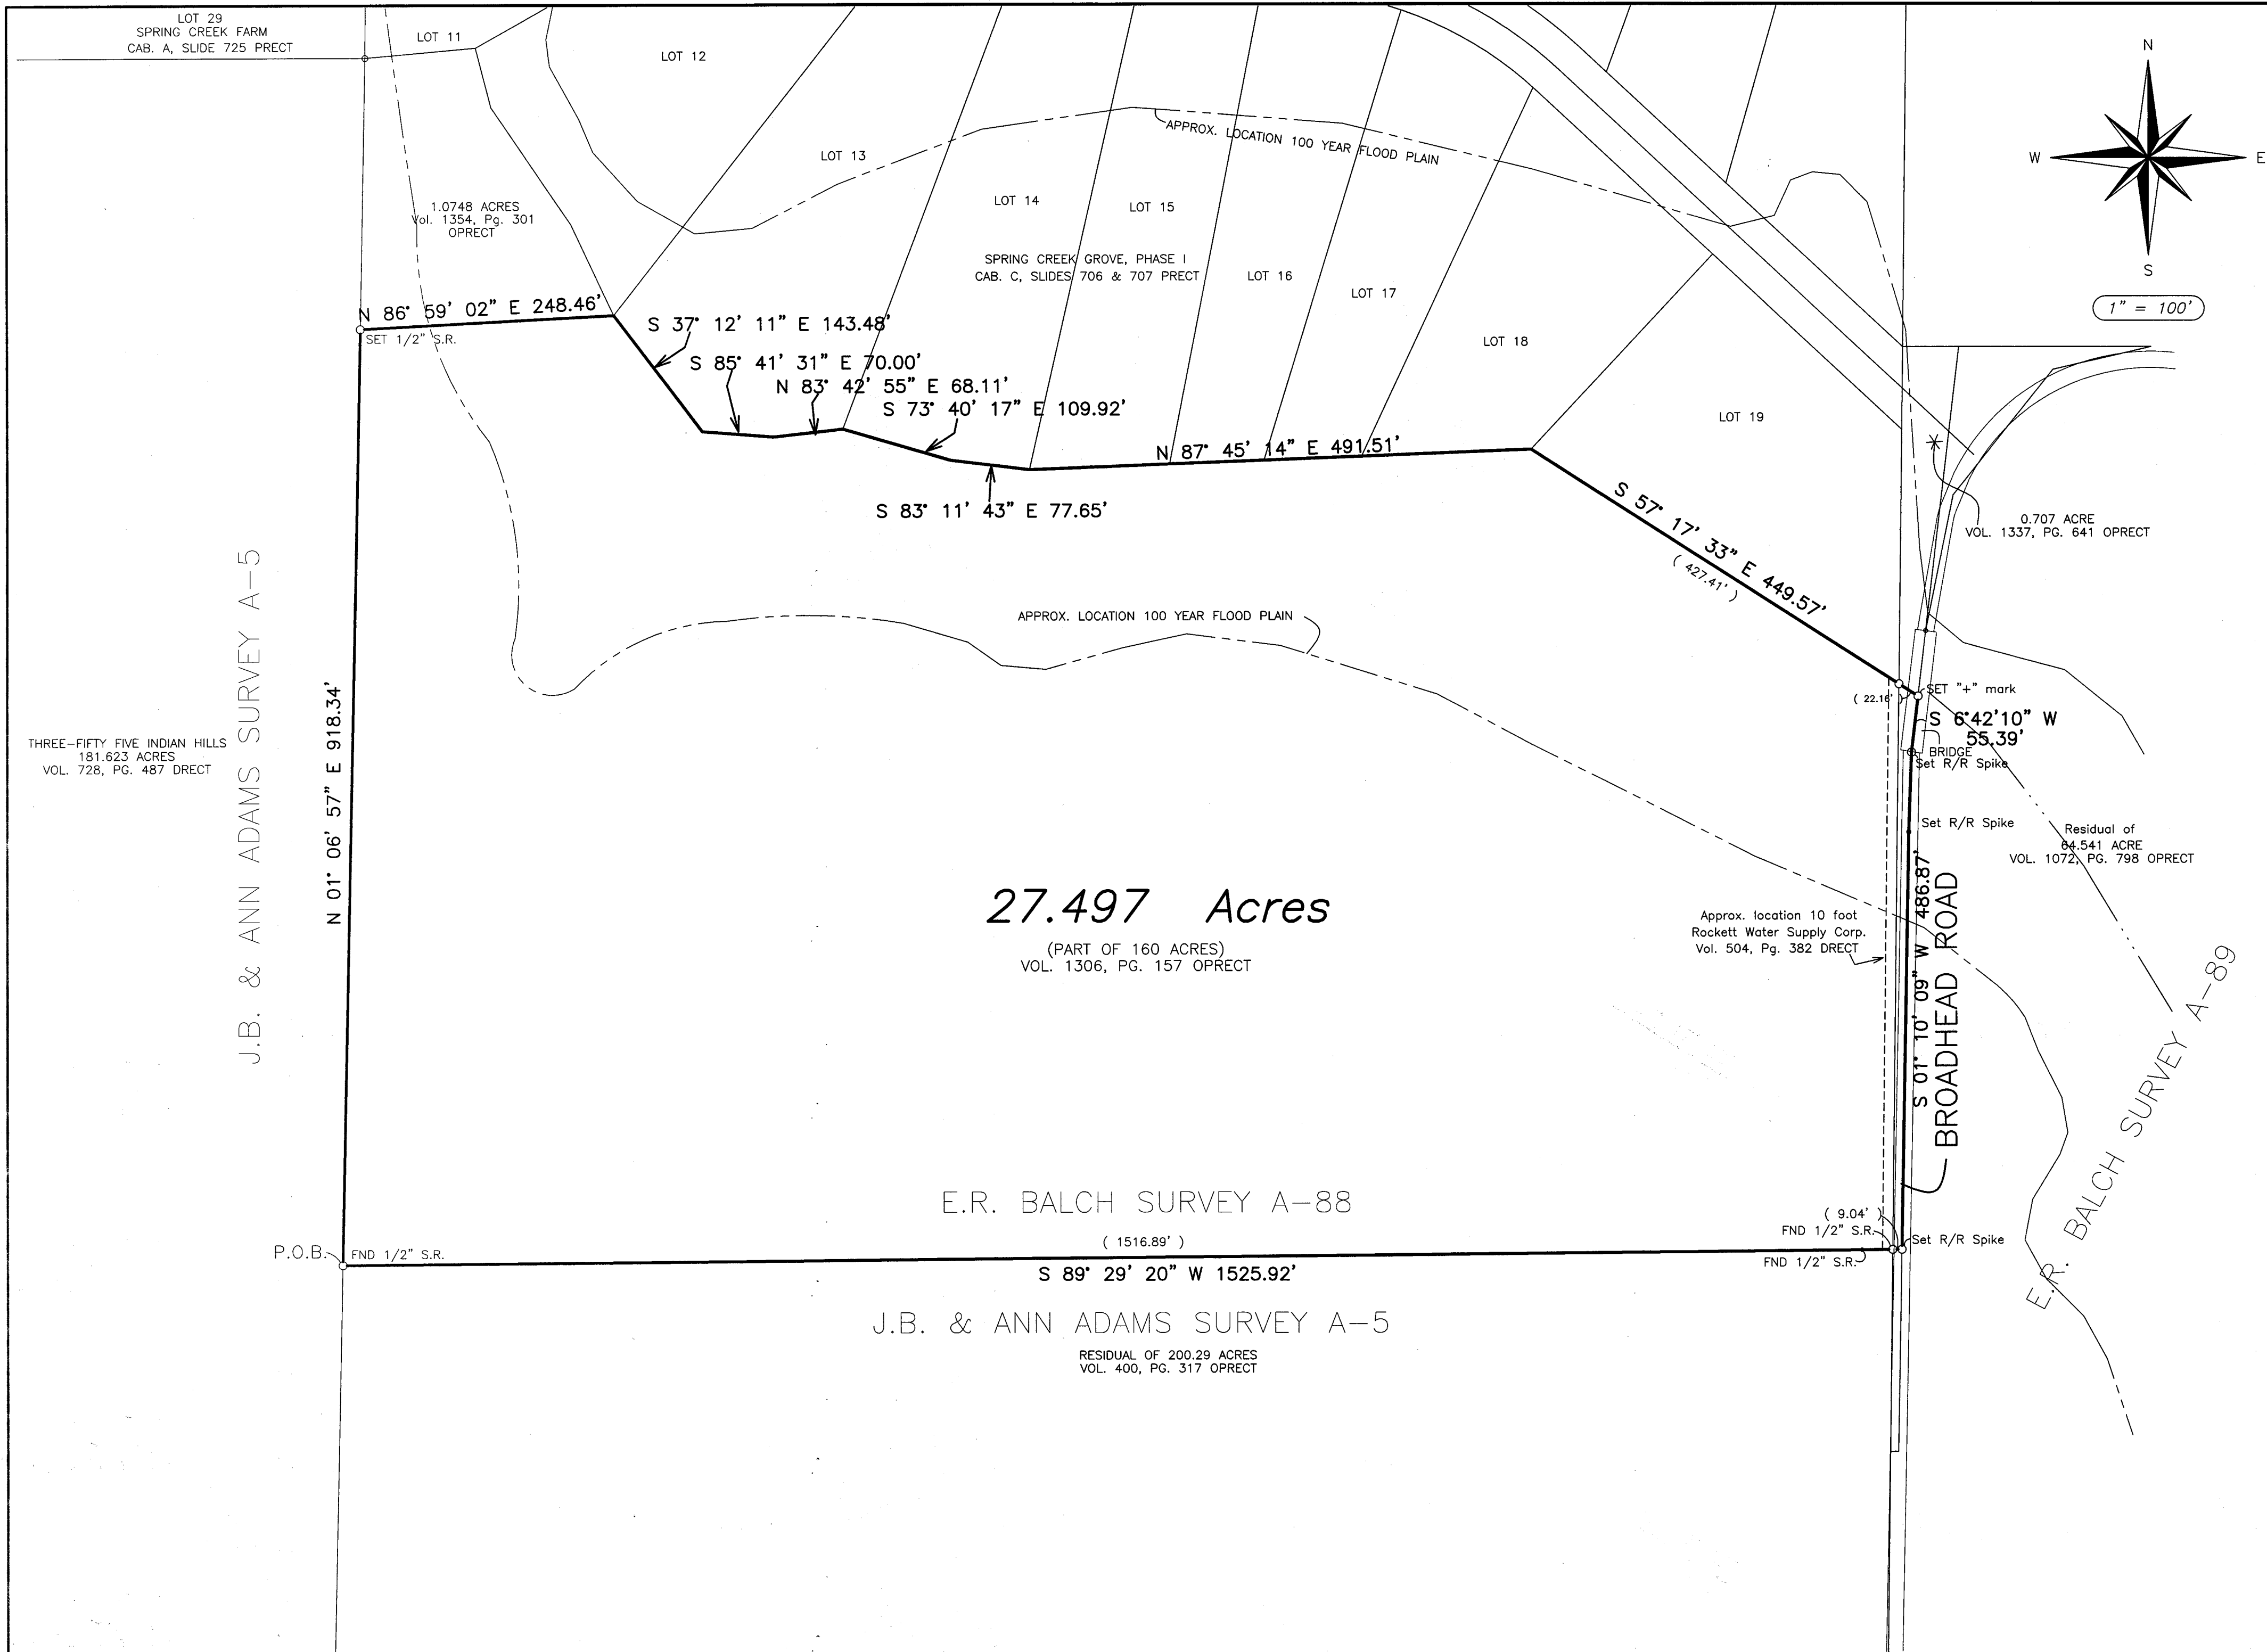 LOT 29
SPRING CREEK FARM
CAB. A, SLIDE 725 PRECT
LOT 11
LOT 12
LOT 13
LOT 14
LOT 15
LOT 16
LOT 17
LOT 18
LOT 19
APPROX. LOCATION 100 YEAR FLOOD PLAIN
1.0748 ACRES
Vol. 1354, Pg. 301
OPRECT
SPRING CREEK GROVE, PHASE I
CAB. C, SLIDES 706 & 707 PRECT
N
W
E
S
1" = 100'
N 86° 59' 02" E 248.46'
SET 1/2" S.R.
S 37° 12' 11" E 143.48'
S 85° 41' 31" E 70.00'
N 83° 42' 55" E 68.11'
S 73° 40' 17" E 109.92'
N 87° 45' 14" E 491.51'
S 83° 11' 43" E 77.65'
S 57° 17' 33" E 449.57'
( 427.41' )
0.707 ACRE
VOL. 1337, PG. 641 OPRECT
APPROX. LOCATION 100 YEAR FLOOD PLAIN
( 22.16' )
SET "+" mark
S 6°42'10" W
55.39'
BRIDGE
Set R/R Spike
Set R/R Spike
THREE-FIFTY FIVE INDIAN HILLS
181.623 ACRES
VOL. 728, PG. 487 DRECT
J.B. & ANN ADAMS SURVEY A-5
N 01° 06' 57" E 918.34'
27.497 Acres
(PART OF 160 ACRES)
VOL. 1306, PG. 157 OPRECT
Residual of
64.541 ACRE
VOL. 1072, PG. 798 OPRECT
Approx. location 10 foot
Rockett Water Supply Corp.
Vol. 504, Pg. 382 DRECT
S 01° 10' 09" W 486.87'
BROADHEAD ROAD
E.R. BALCH SURVEY A-89
E.R. BALCH SURVEY A-88
( 9.04' )
FND 1/2" S.R.
Set R/R Spike
P.O.B.
FND 1/2" S.R.
( 1516.89' )
FND 1/2" S.R.
S 89° 29' 20" W 1525.92'
J.B. & ANN ADAMS SURVEY A-5
RESIDUAL OF 200.29 ACRES
VOL. 400, PG. 317 OPRECT